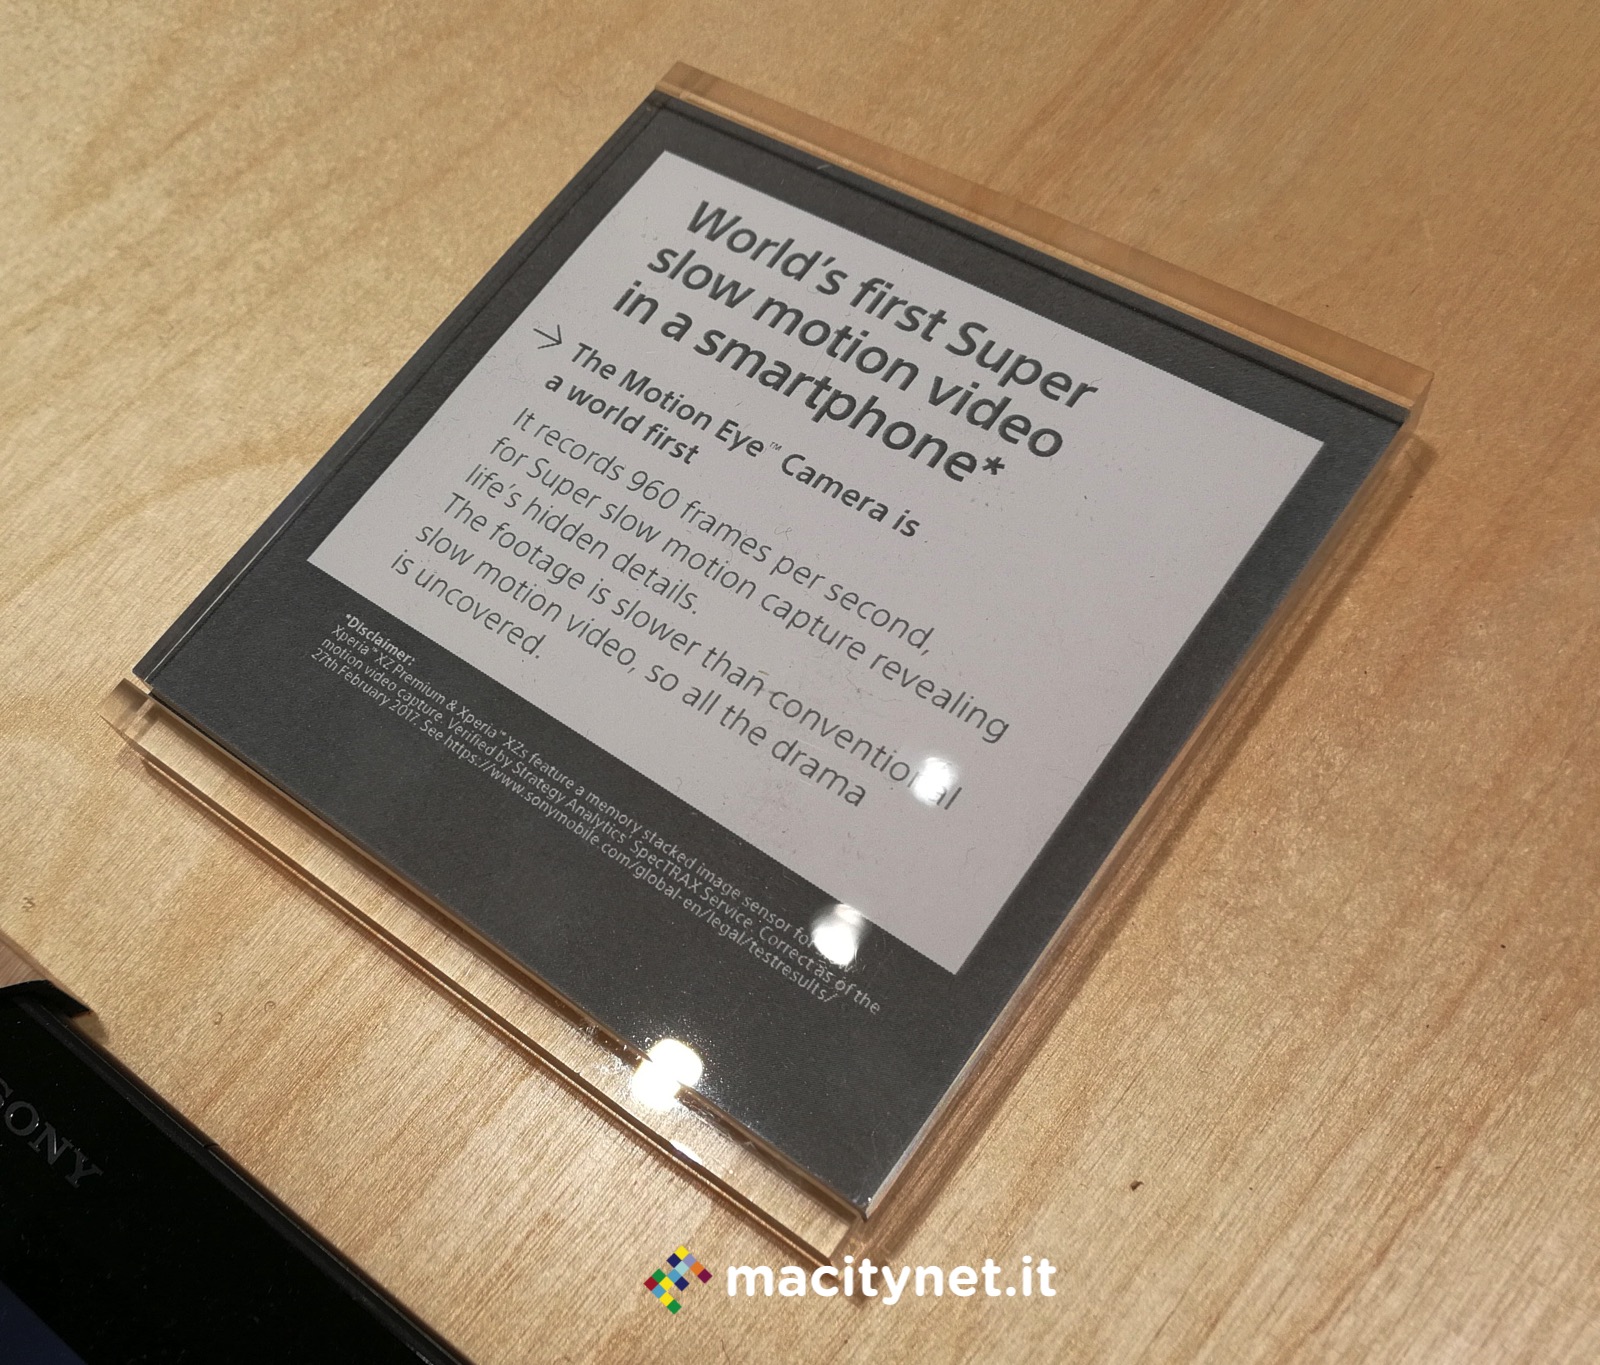 World's first Super
slow motion video
in a smartphone*
→ The Motion Eye™ Camera is
a world first
It records 960 frames per second,
for Super slow motion capture revealing
life's hidden details.
The footage is slower than conventional
slow motion video, so all the drama
is uncovered.
*Disclaimer:
Xperia™ XZ Premium & Xperia™ XZs feature a memory stacked image sensor for slow
motion video capture. Verified by Strategy Analytics' SpecTRAX Service. Correct as of the
27th February 2017. See https://www.sonymobile.com/global-en/legal/testresults/
SONY
macitynet.it